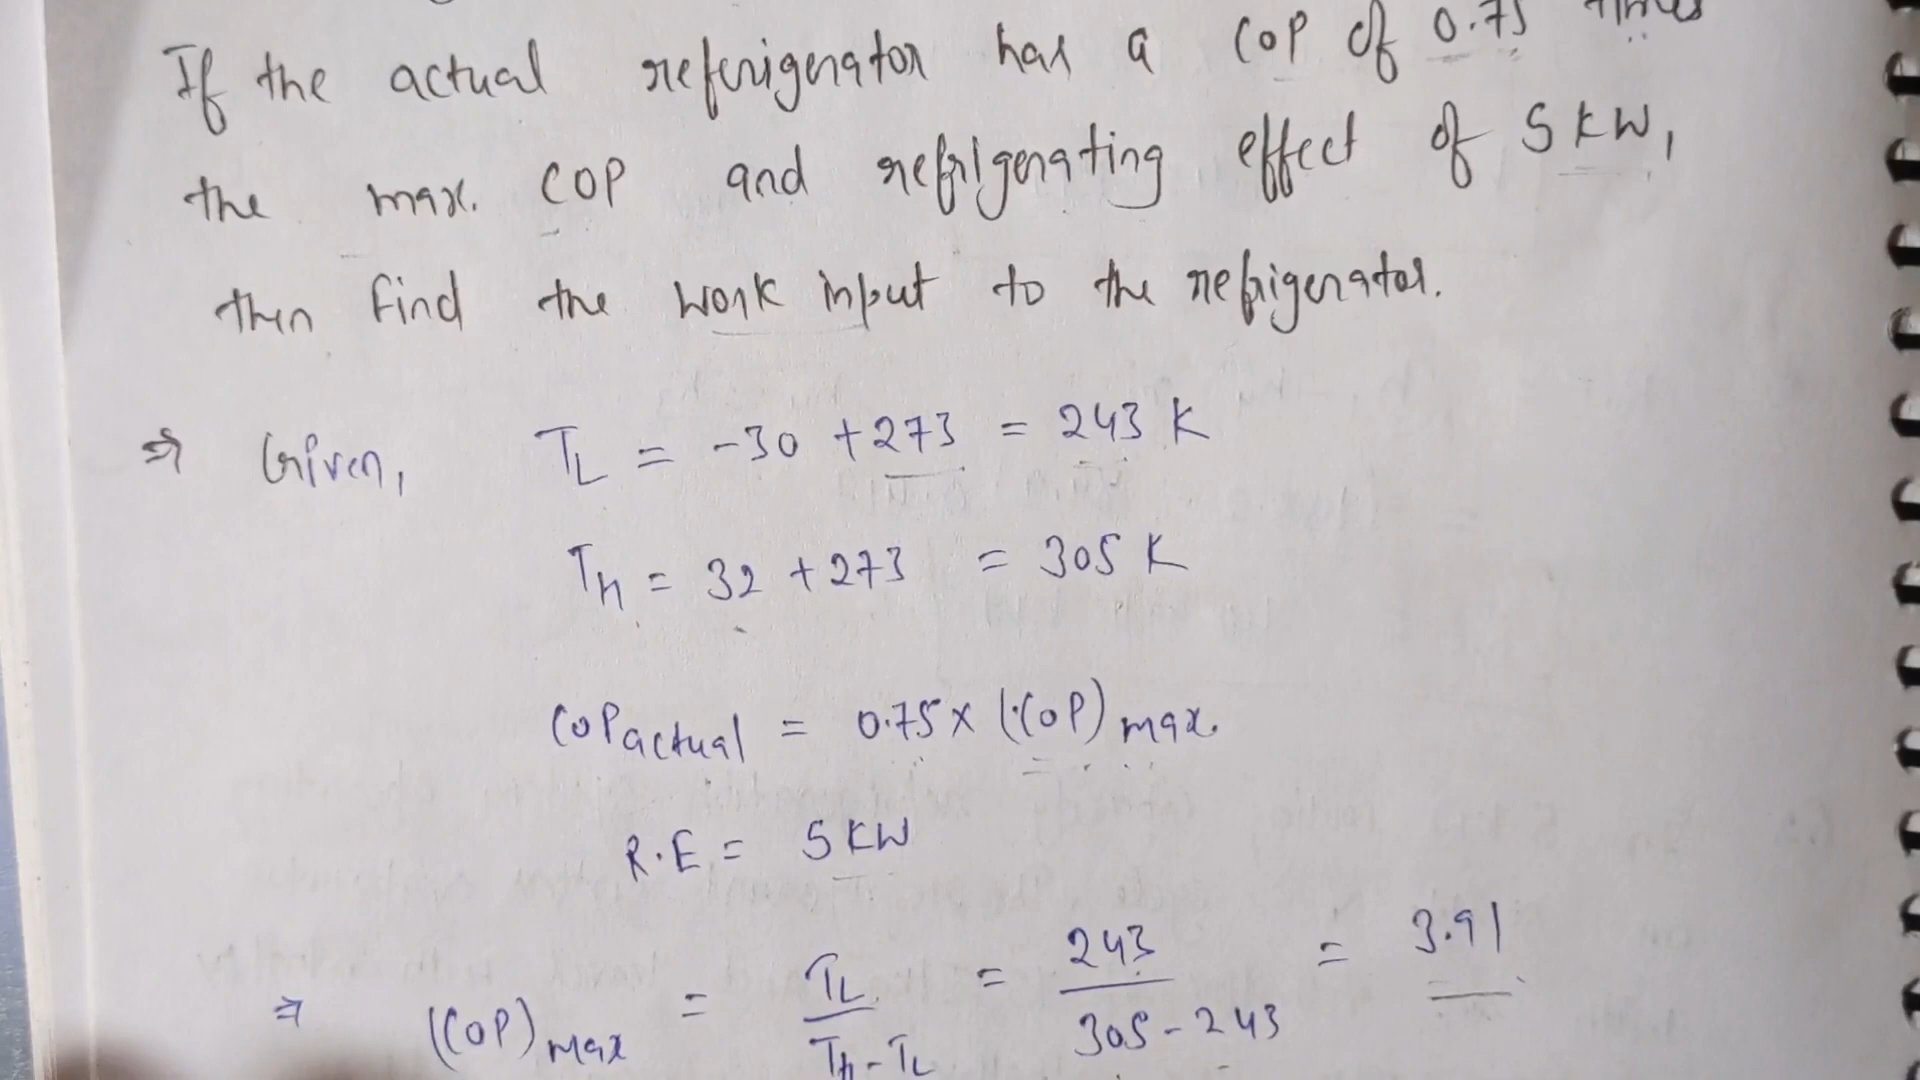 If the actual refrigerator has a COP of 0.75 times
the max. COP and refrigerating effect of 5 KW,
then find the work input to the refrigerator.
⇒ Given, TL = -30 + 273 = 243 K
Th = 32 + 273 = 305 K
COPactual = 0.75 x (COP) max.
R.E = 5 KW
⇒ (COP) max = TL / Th - TL = 243 / 305 - 243 = 3.91